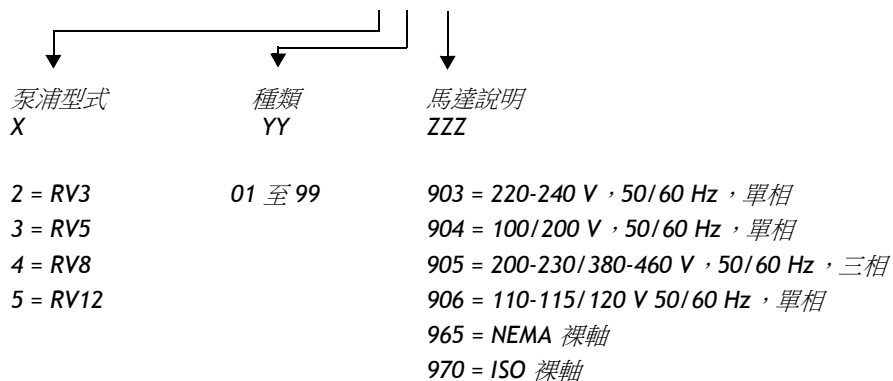 泵浦型式 種類 馬達說明
X YY ZZZ
2 = RV3 01 至 99 903 = 220-240 V，50/60 Hz，單相
3 = RV5 904 = 100/200 V，50/60 Hz，單相
4 = RV8 905 = 200-230/380-460 V，50/60 Hz，三相
5 = RV12 906 = 110-115/120 V 50/60 Hz，單相
965 = NEMA 裸軸
970 = ISO 裸軸